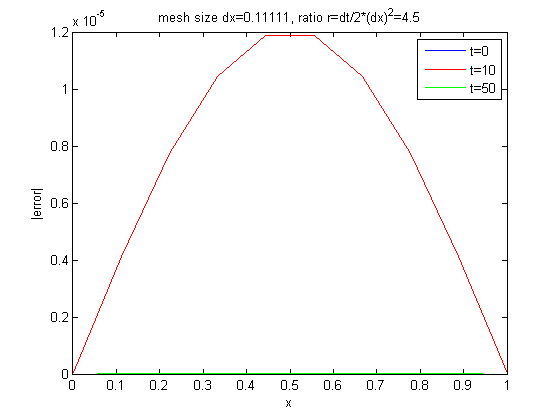 mesh size dx=0.11111, ratio r=dt/2*(dx)²=4.5
x 10⁻⁵
1.2
1
0.8
0.6
0.4
0.2
0
|error|
t=0
t=10
t=50
0 0.1 0.2 0.3 0.4 0.5 0.6 0.7 0.8 0.9 1
x